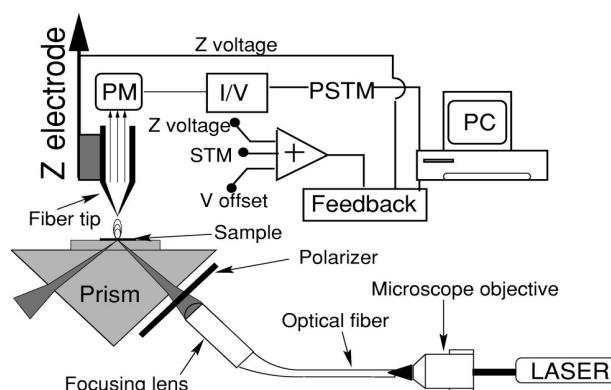 Z voltage
Z electrode
PM
I/V
PSTM
PC
Z voltage
STM
+
V offset
Feedback
Fiber tip
Sample
Polarizer
Prism
Microscope objective
Optical fiber
LASER
Focusing lens